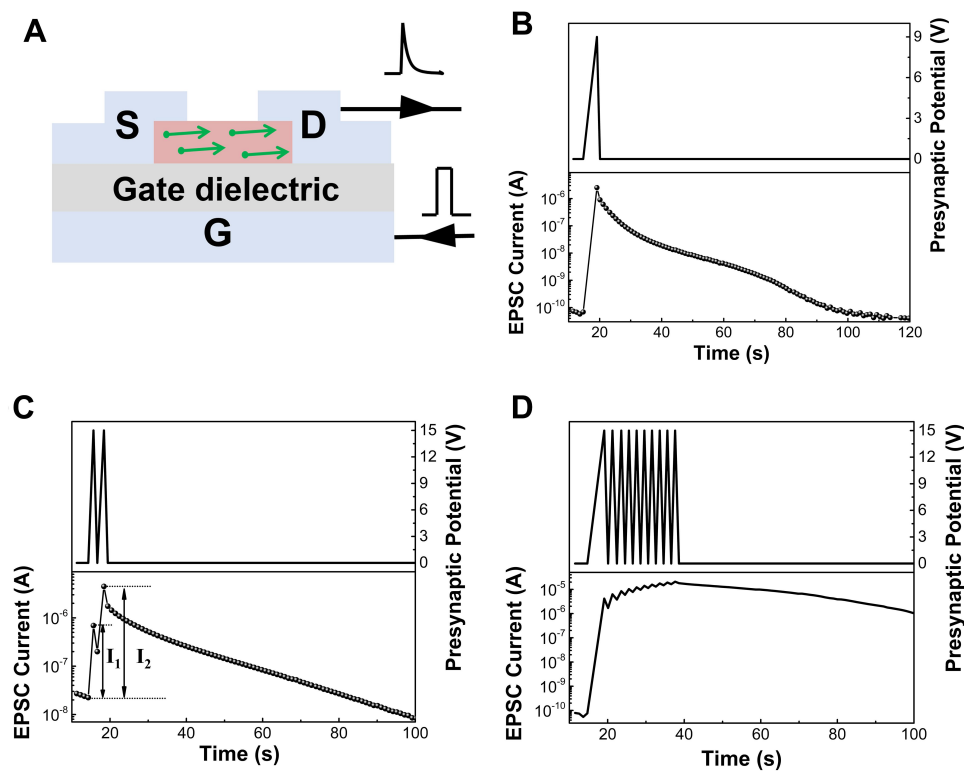 A
S
D
Gate dielectric
G
B
9
6
3
0
Presynaptic Potential (V)
EPSC Current (A)
10⁻⁶
10⁻⁷
10⁻⁸
10⁻⁹
10⁻¹⁰
20 40 60 80 100 120
Time (s)
C
15
12
9
6
3
0
Presynaptic Potential (V)
EPSC Current (A)
10⁻⁶
10⁻⁷
10⁻⁸
I₁ I₂
20 40 60 80 100
Time (s)
D
15
12
9
6
3
0
Presynaptic Potential (V)
EPSC Current (A)
10⁻⁵
10⁻⁶
10⁻⁷
10⁻⁸
10⁻⁹
10⁻¹⁰
20 40 60 80 100
Time (s)